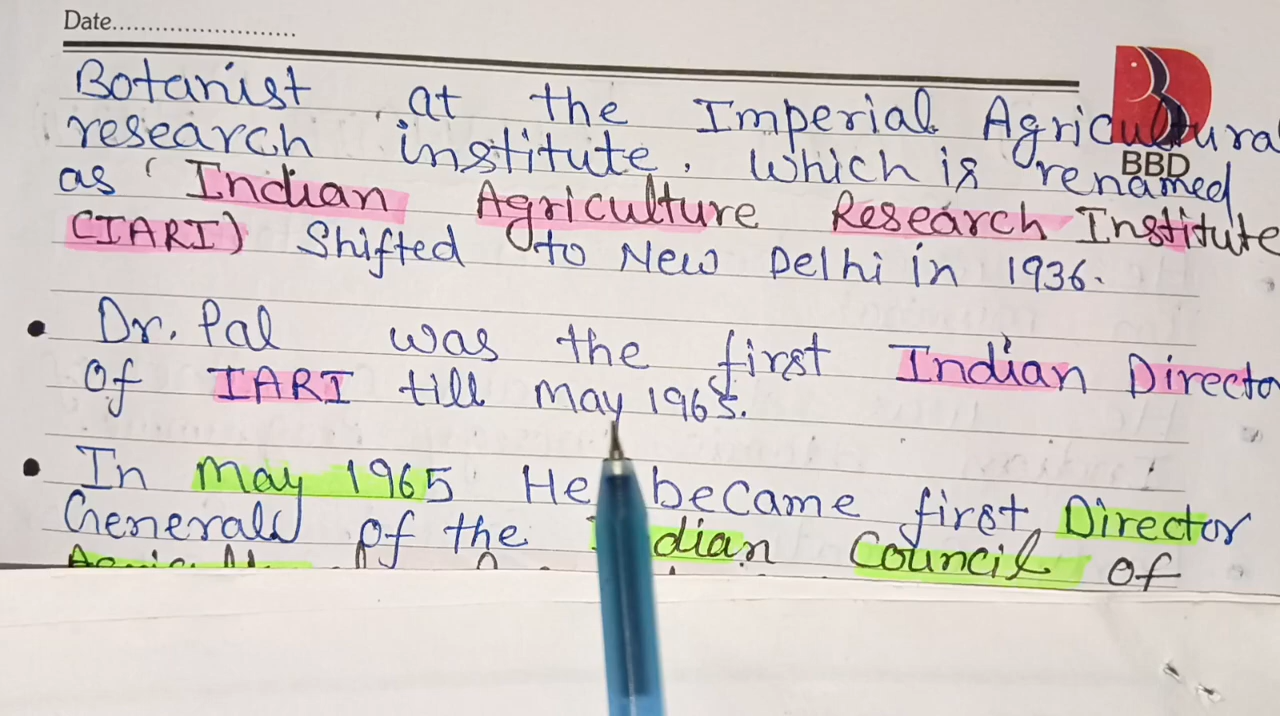 Date........................
BBD
Botanist at the Imperial Agricultural
research institute, which is renamed
as Indian Agriculture Research Institute
(IARI) Shifted to New Delhi in 1936.
• Dr. Pal was the first Indian Directo
of IARI till May 1965.
• In May 1965 He became first Director
General of the dian Council of